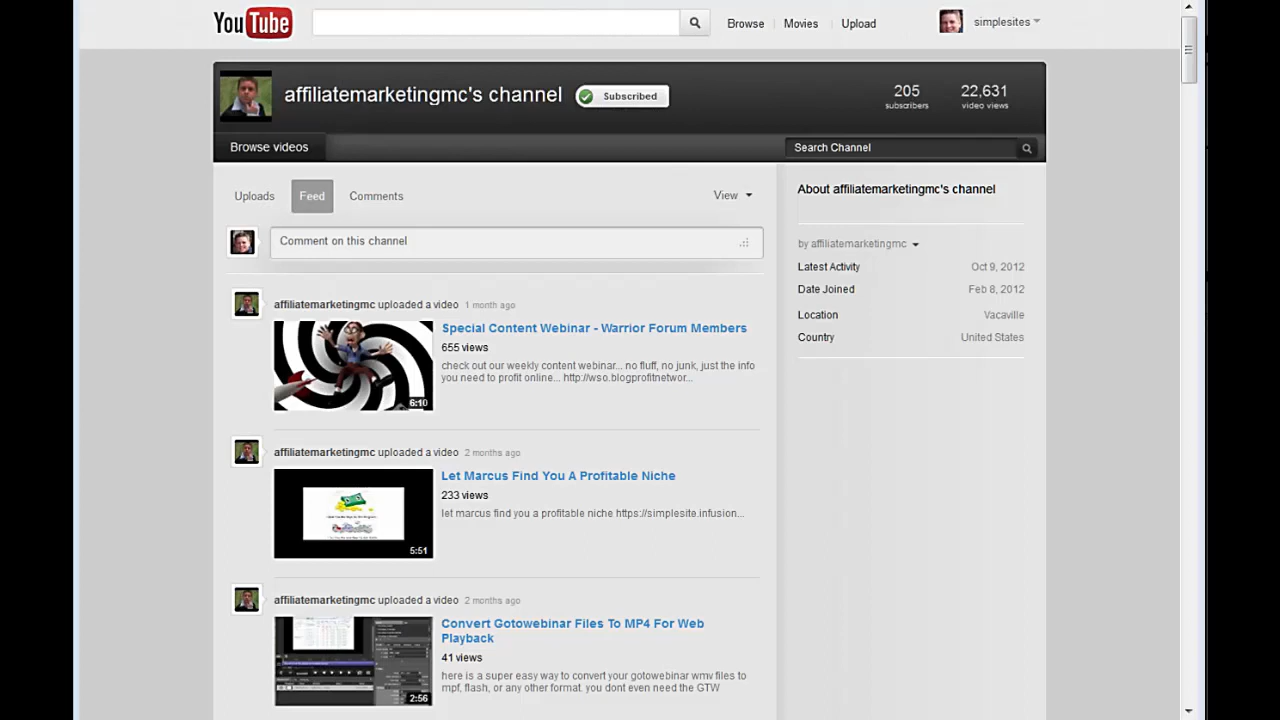 YouTube
Browse
Movies
Upload
simplesites
affiliatemarketingmc's channel
Subscribed
205
subscribers
22,631
video views
Browse videos
Search Channel
Uploads
Feed
Comments
View
Comment on this channel
affiliatemarketingmc uploaded a video 1 month ago
Special Content Webinar - Warrior Forum Members
655 views
check out our weekly content webinar... no fluff, no junk, just the info
you need to profit online... http://wso.blogprofitnetwor...
6:10
affiliatemarketingmc uploaded a video 2 months ago
Let Marcus Find You A Profitable Niche
233 views
let marcus find you a profitable niche https://simplesite.infusion...
5:51
affiliatemarketingmc uploaded a video 2 months ago
Convert Gotowebinar Files To MP4 For Web
Playback
41 views
here is a super easy way to convert your gotowebinar wmv files to
mpf, flash, or any other format. you dont even need the GTW
2:56
About affiliatemarketingmc's channel
by affiliatemarketingmc
Latest Activity Oct 9, 2012
Date Joined Feb 8, 2012
Location Vacaville
Country United States